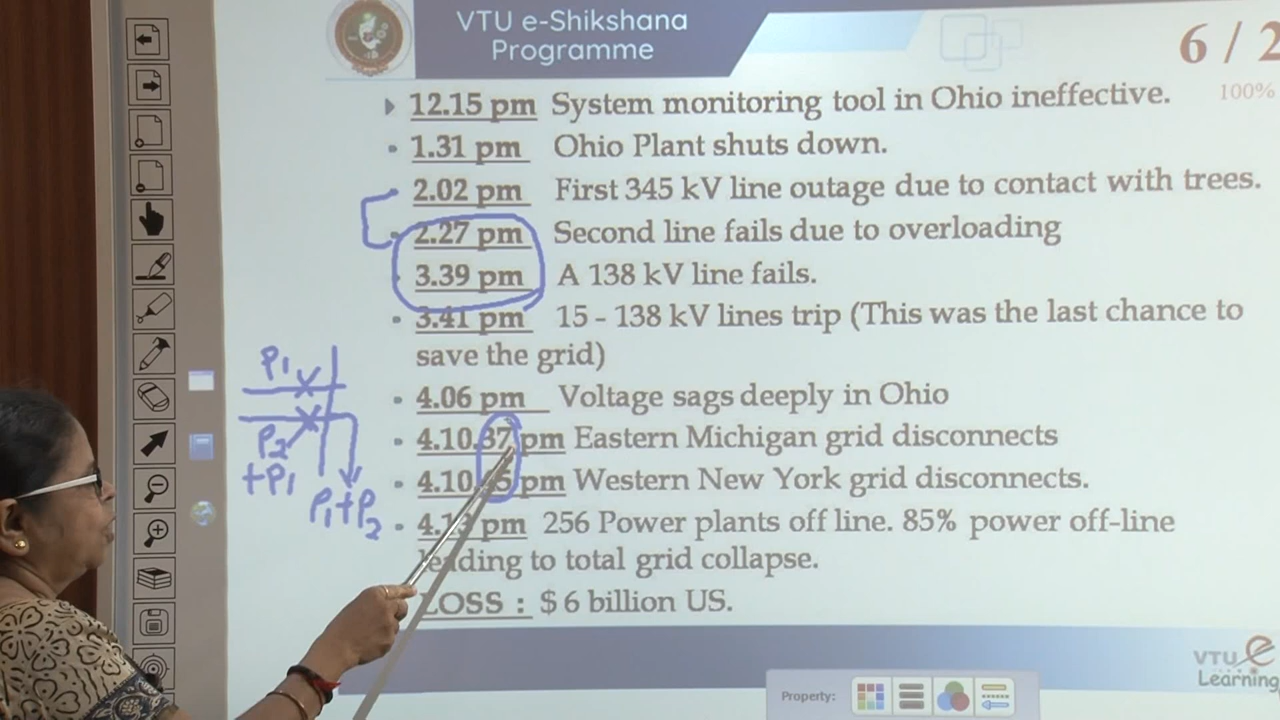 VTU e-Shikshana
Programme
6 / 2
100%
12.15 pm System monitoring tool in Ohio ineffective.
1.31 pm Ohio Plant shuts down.
2.02 pm First 345 kV line outage due to contact with trees.
2.27 pm Second line fails due to overloading
3.39 pm A 138 kV line fails.
3.41 pm 15 - 138 kV lines trip (This was the last chance to
save the grid)
4.06 pm Voltage sags deeply in Ohio
4.10.37 pm Eastern Michigan grid disconnects
4.10 pm Western New York grid disconnects.
pm. 256 Power plants off line. 85% power off-line
leading to total grid collapse.
LOSS : $ 6 billion US.
P1
P2
+P1
P1+P2
VTU e
Learning
Property: